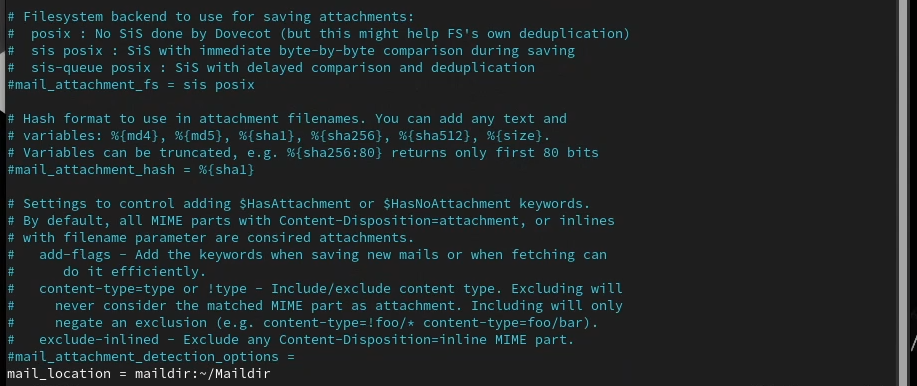 # Filesystem backend to use for saving attachments:
#  posix : No SiS done by Dovecot (but this might help FS's own deduplication)
#  sis posix : SiS with immediate byte-by-byte comparison during saving
#  sis-queue posix : SiS with delayed comparison and deduplication
#mail_attachment_fs = sis posix

# Hash format to use in attachment filenames. You can add any text and
# variables: %{md4}, %{md5}, %{sha1}, %{sha256}, %{sha512}, %{size}.
# Variables can be truncated, e.g. %{sha256:80} returns only first 80 bits
#mail_attachment_hash = %{sha1}

# Settings to control adding $HasAttachment or $HasNoAttachment keywords.
# By default, all MIME parts with Content-Disposition=attachment, or inlines
# with filename parameter are consired attachments.
#   add-flags - Add the keywords when saving new mails or when fetching can
#      do it efficiently.
#   content-type=type or !type - Include/exclude content type. Excluding will
#     never consider the matched MIME part as attachment. Including will only
#     negate an exclusion (e.g. content-type=!foo/* content-type=foo/bar).
#   exclude-inlined - Exclude any Content-Disposition=inline MIME part.
#mail_attachment_detection_options =
mail_location = maildir:~/Maildir